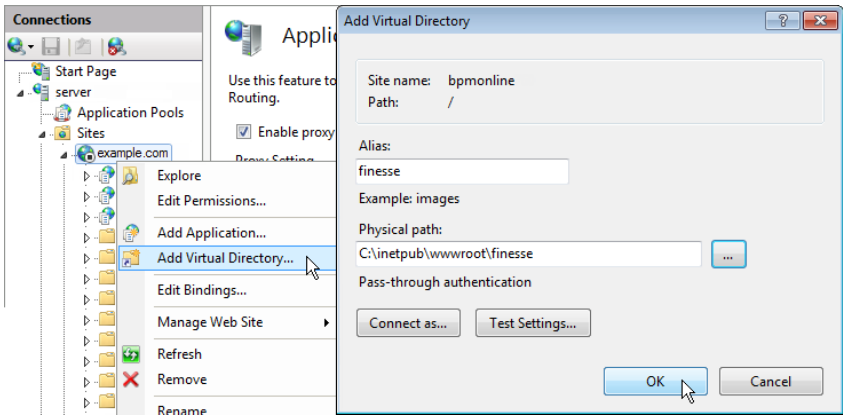 Connections
Start Page
server
Application Pools
Sites
example.com
Explore
Edit Permissions...
Add Application...
Add Virtual Directory...
Edit Bindings...
Manage Web Site
Refresh
Remove
Rename
Use this feature to
Routing.
Enable proxy
Proxy Setting
Add Virtual Directory
Site name: bpmonline
Path: /
Alias:
finesse
Example: images
Physical path:
C:\inetpub\wwwroot\finesse
...
Pass-through authentication
Connect as...
Test Settings...
OK
Cancel